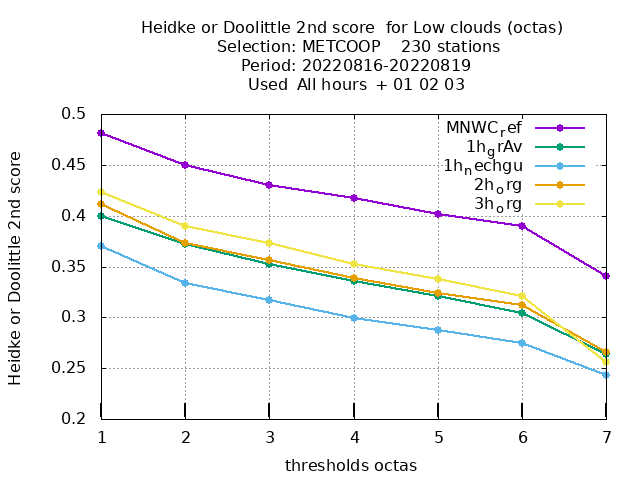 Heidke or Doolittle 2nd score  for Low clouds (octas)
Selection: METCOOP    230 stations
Period: 20220816-20220819
Used  All hours  + 01 02 03
Heidke or Doolittle 2nd score
0.5
0.45
0.4
0.35
0.3
0.25
0.2
MNWC_ref
1h_grAv
1h_nechgu
2h_org
3h_org
1 2 3 4 5 6 7
thresholds octas